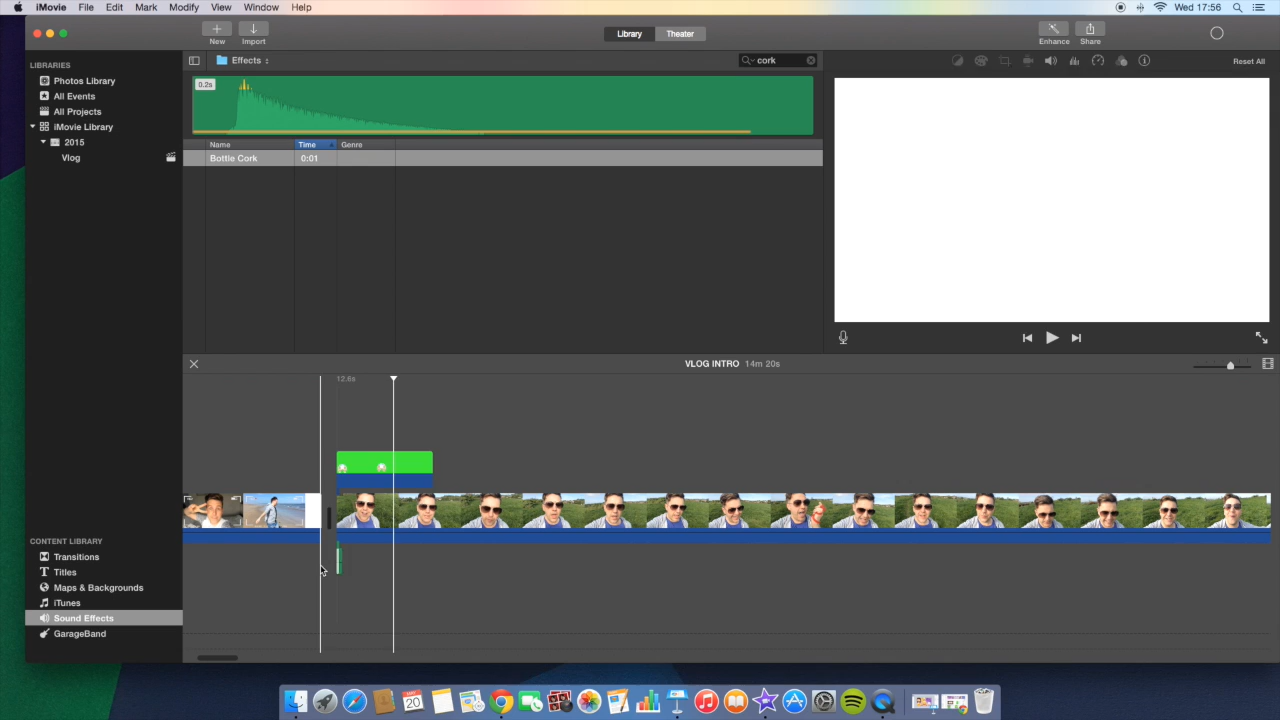 iMovie File Edit Mark Modify View Window Help Wed 17:56
New Import Library Theater Enhance Share
LIBRARIES Effects cork Reset All
Photos Library
All Events
All Projects
iMovie Library
2015
Vlog
0.2s
Name Time Genre
Bottle Cork 0:01
VLOG INTRO 14m 20s
12.6s
CONTENT LIBRARY
Transitions
T Titles
Maps & Backgrounds
iTunes
Sound Effects
GarageBand
20